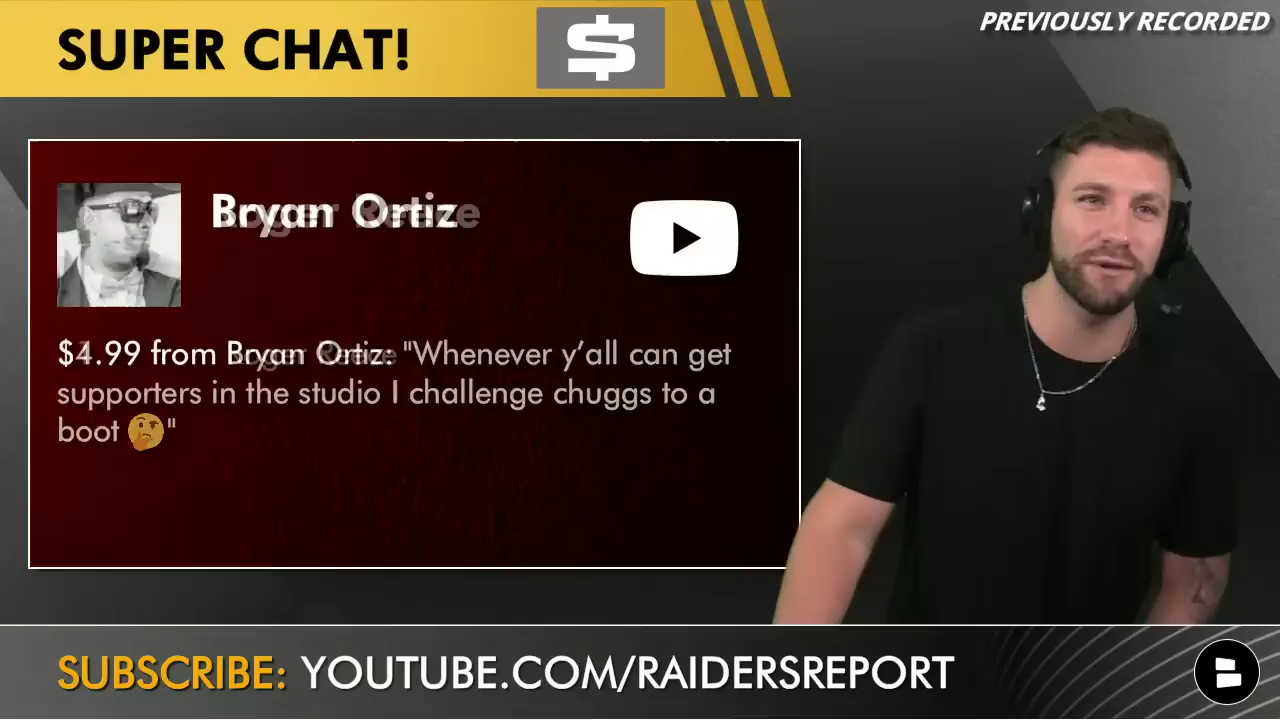 SUPER CHAT!
$
PREVIOUSLY RECORDED
Bryan Ortiz
$4.99 from Bryan Ortiz: "Whenever y’all can get
supporters in the studio I challenge chuggs to a
boot 🤔"
SUBSCRIBE: YOUTUBE.COM/RAIDERSREPORT